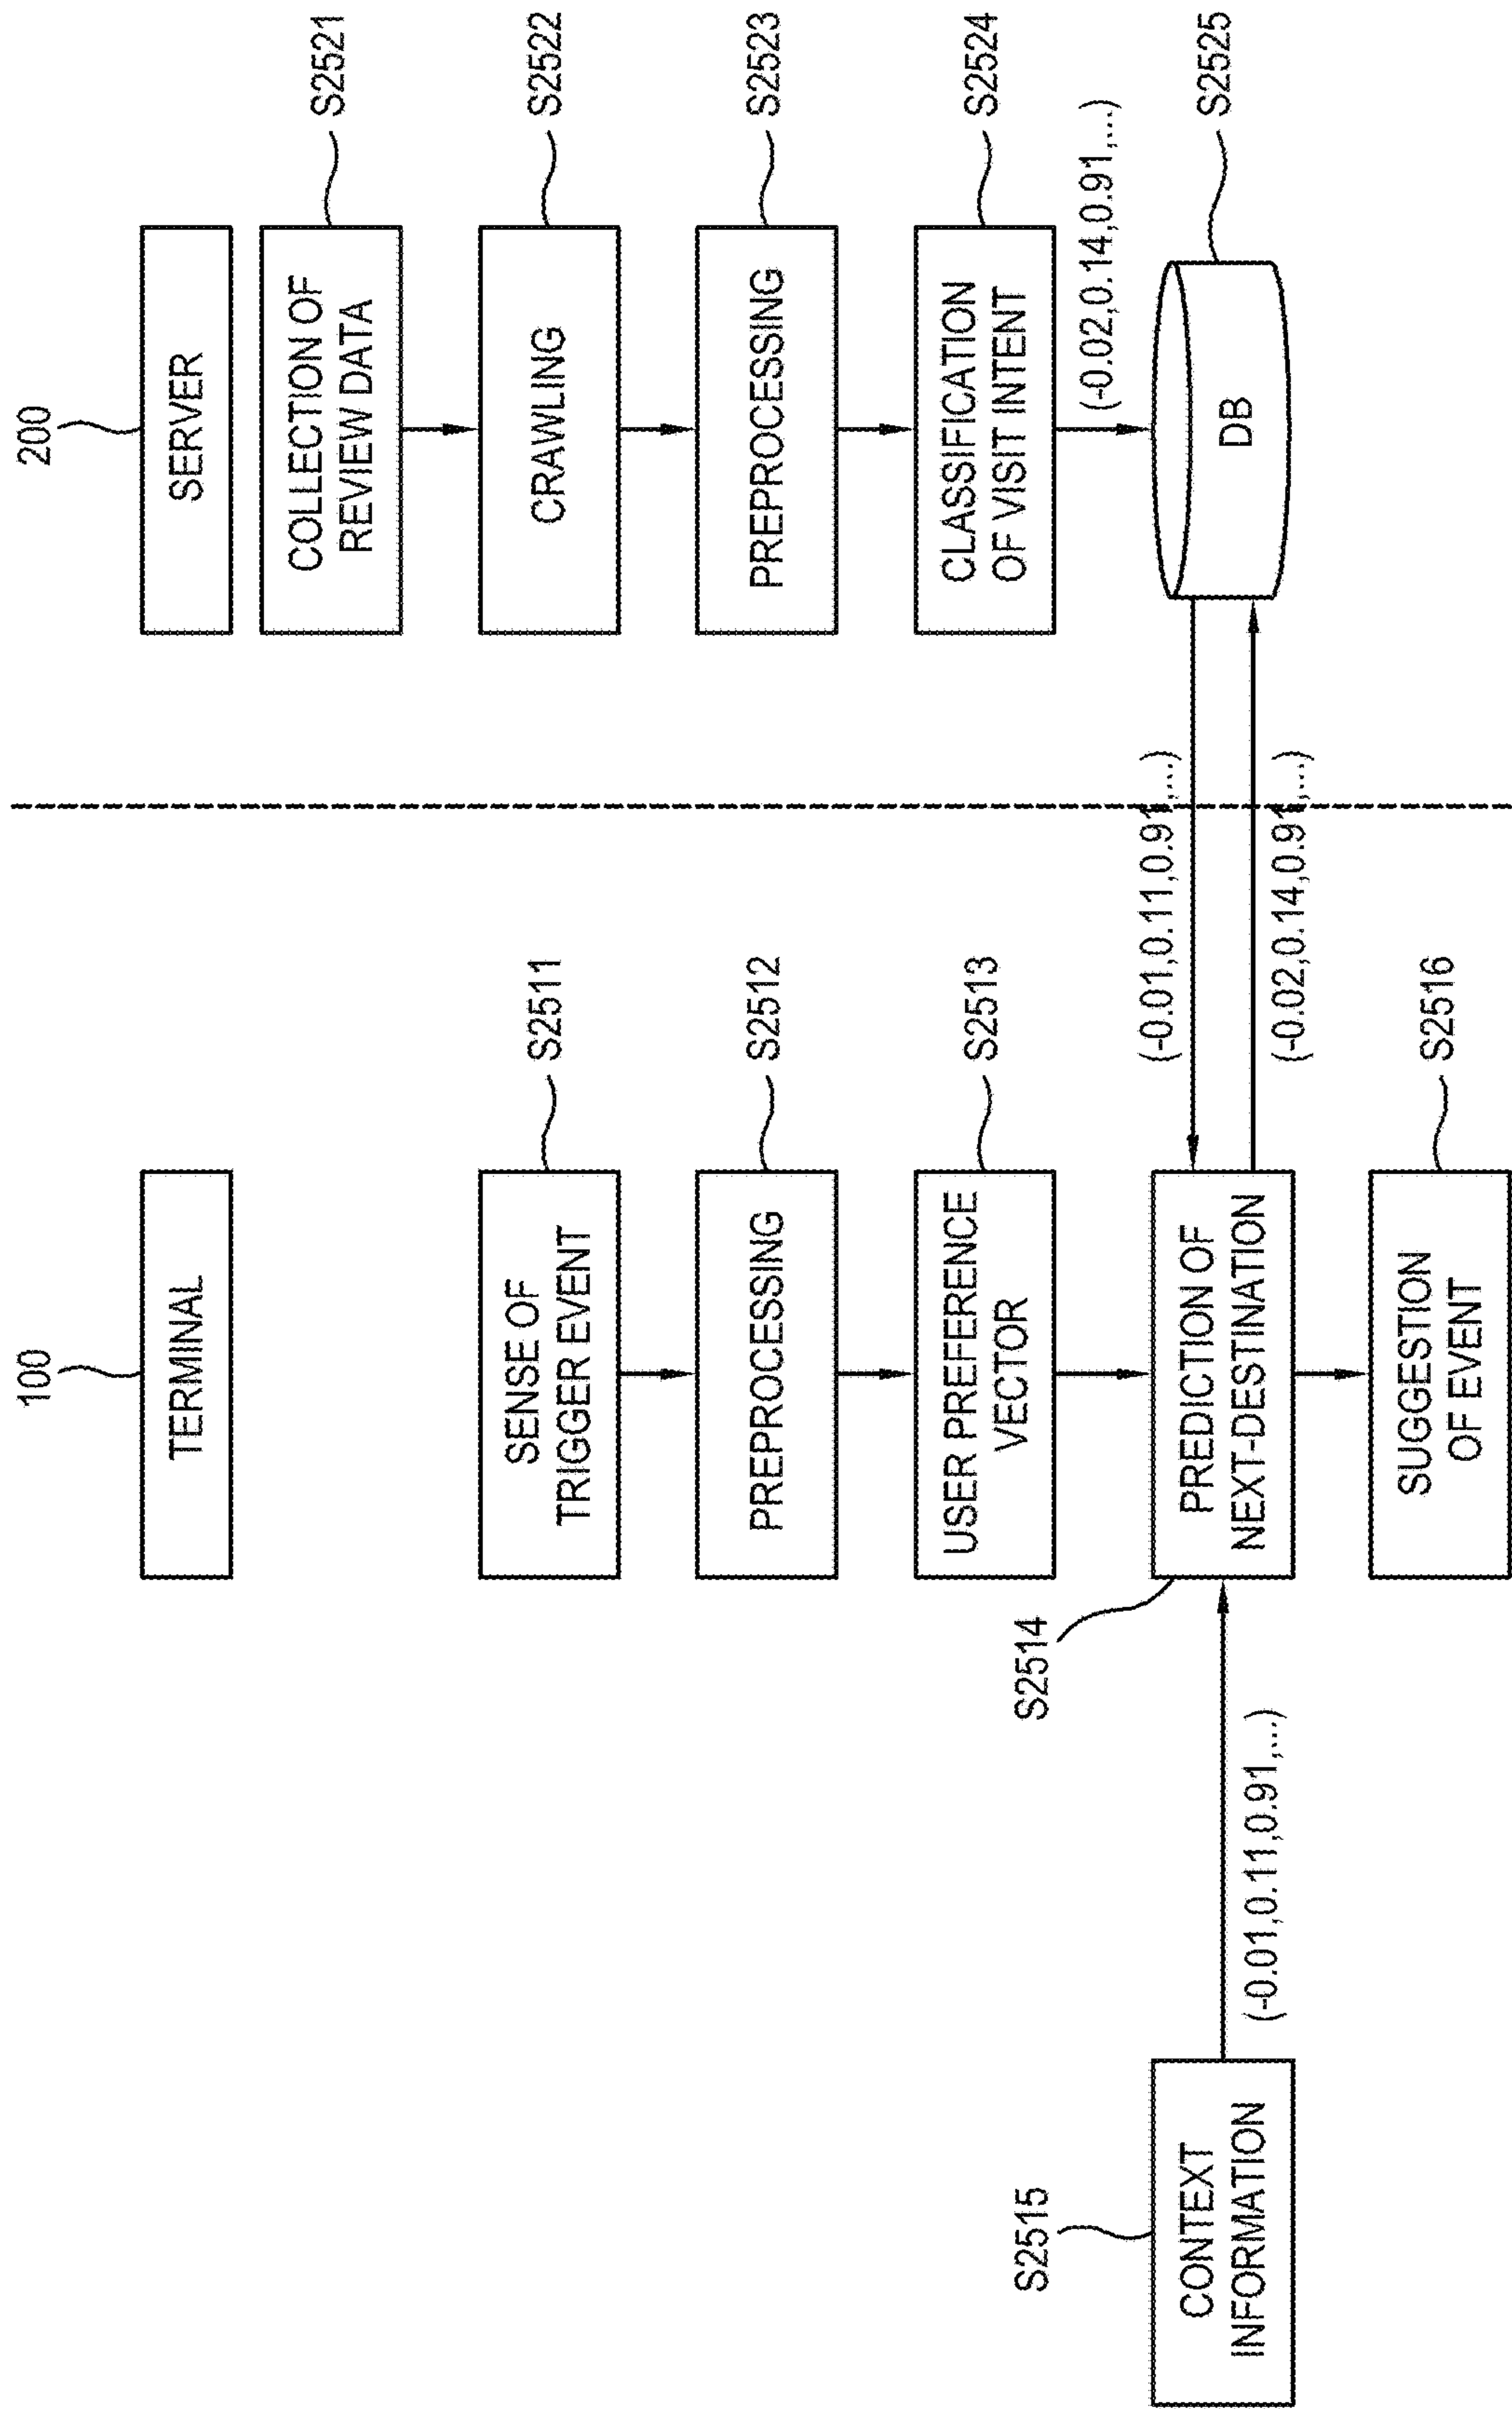 100
200
TERMINAL
SERVER
COLLECTION OF
REVIEW DATA
S2521
SENSE OF
TRIGGER EVENT
S2511
CRAWLING
S2522
PREPROCESSING
S2512
PREPROCESSING
S2523
USER PREFERENCE
VECTOR
S2513
CLASSIFICATION
OF VISIT INTENT
S2524
(-0.02,0.14,0.91,...)
S2515
CONTEXT
INFORMATION
(-0.01,0.11,0.91,...)
S2514
PREDICTION OF
NEXT-DESTINATION
(-0.01,0.11,0.91,...)
(-0.02,0.14,0.91,...)
DB
S2525
SUGGESTION
OF EVENT
S2516